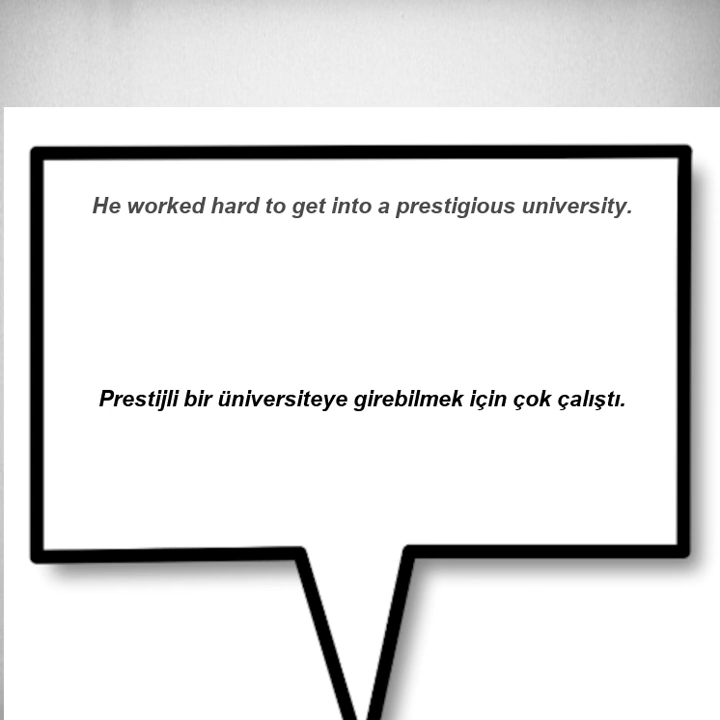 He worked hard to get into a prestigious university.
Prestijli bir üniversiteye girebilmek için çok çalıştı.